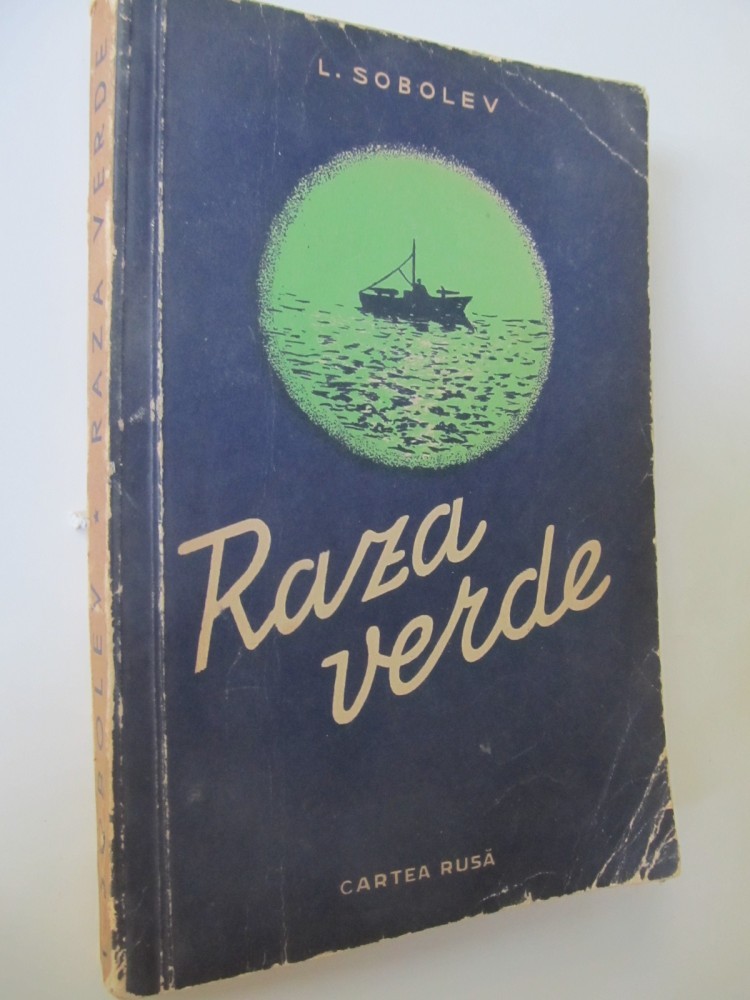 L. SOBOLEV
Raza
verde
CARTEA RUSĂ
SOBOLEV - RAZA VERDE